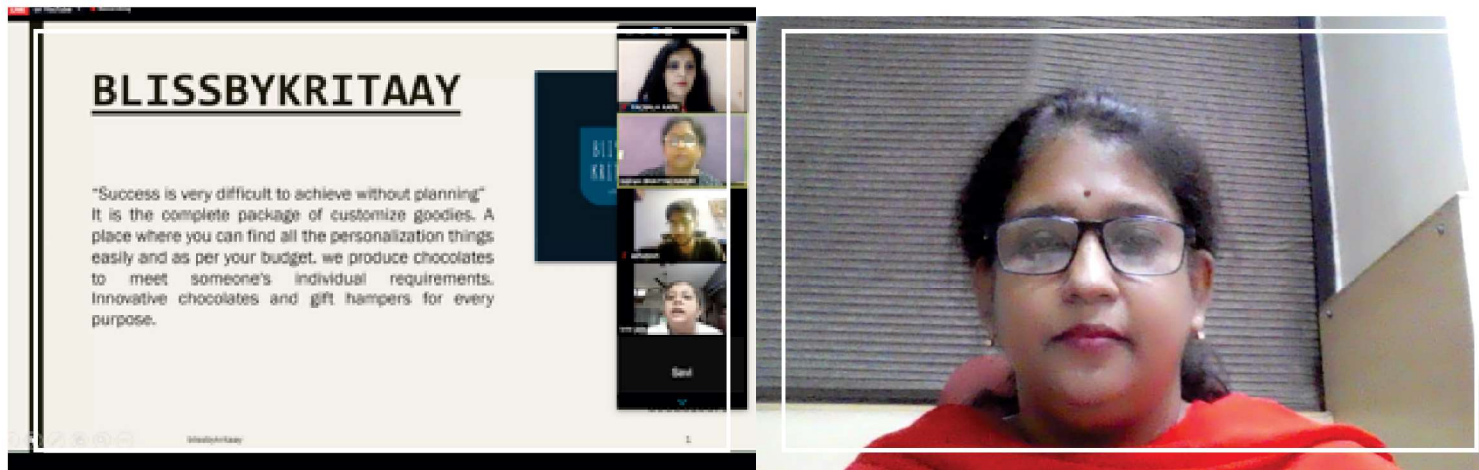 on YouTube
BLISSBYKRITAAY
"Success is very difficult to achieve without planning"
It is the complete package of customize goodies. A
place where you can find all the personalization things
easily and as per your budget. we produce chocolates
to meet someone's individual requirements.
Innovative chocolates and gift hampers for every
purpose.
Savi
blissbykritaay
1